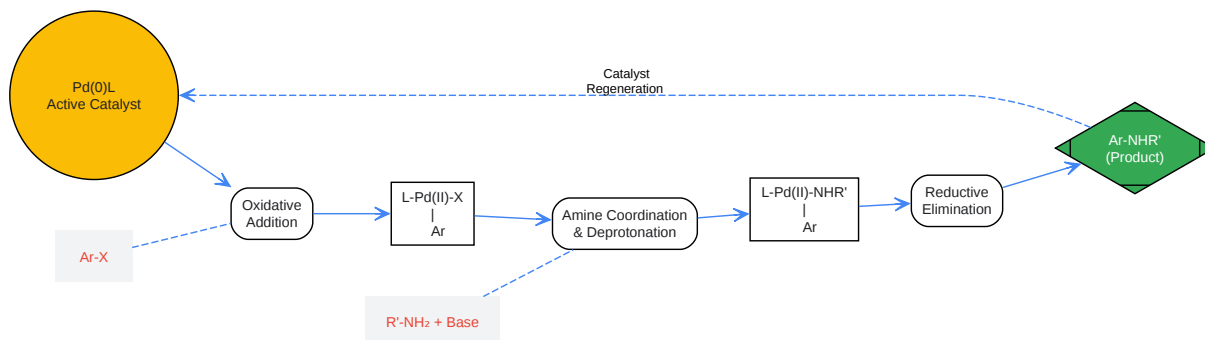 Pd(0)L
Active Catalyst
Catalyst
Regeneration
Ar-NHR'
(Product)
Oxidative
Addition
L-Pd(II)-X
|
Ar
Amine Coordination
& Deprotonation
L-Pd(II)-NHR'
|
Ar
Reductive
Elimination
Ar-X
R'-NH₂ + Base